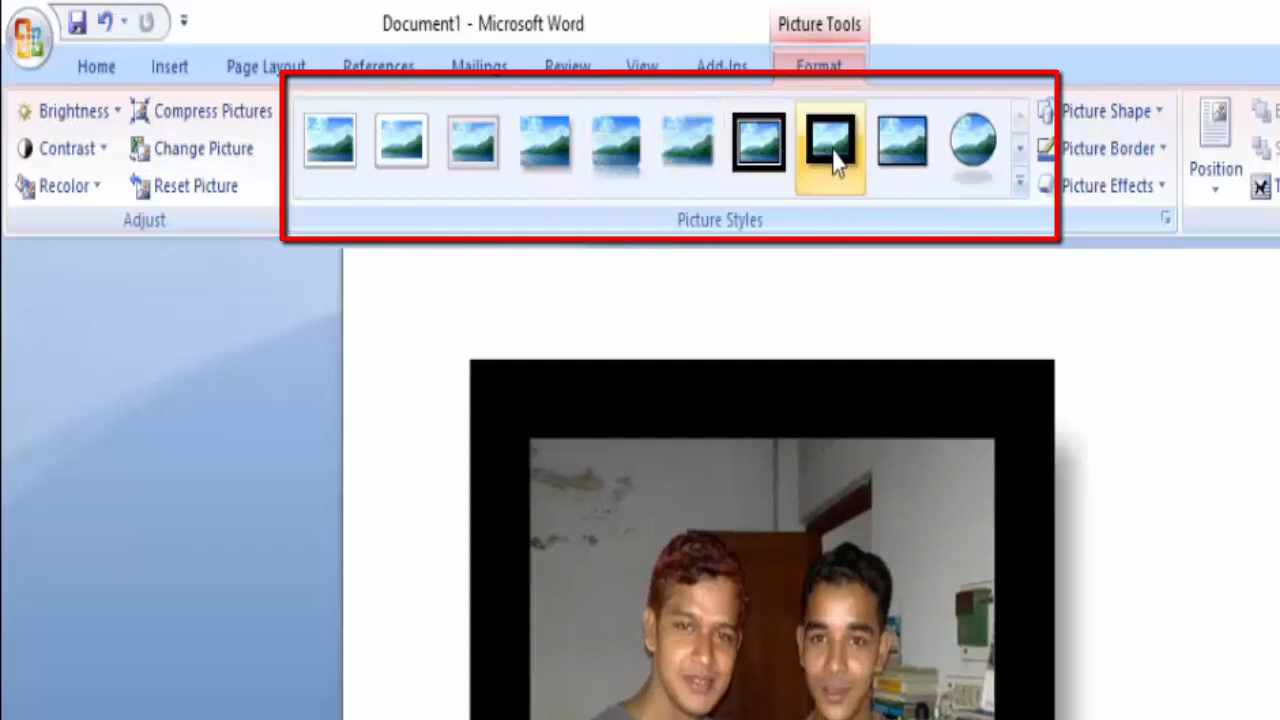 Document1 - Microsoft Word
Picture Tools
Home Insert Page Layout References Mailings Review View Add-Ins Format
Brightness Compress Pictures Picture Shape
Contrast Change Picture Picture Border Position
Recolor Reset Picture Picture Effects
Adjust Picture Styles